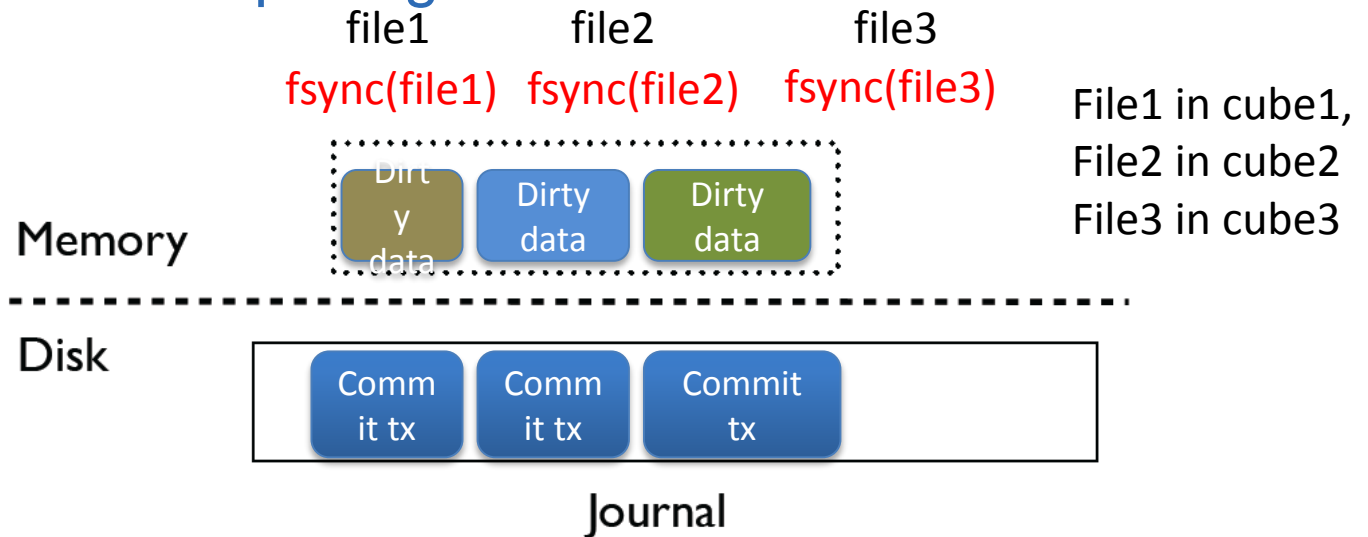 file1 file2 file3
fsync(file1) fsync(file2) fsync(file3)
File1 in cube1,
File2 in cube2
File3 in cube3
Dirt
y
data
Dirty
data
Dirty
data
Memory
Disk
Comm
it tx
Comm
it tx
Commit
tx
Journal